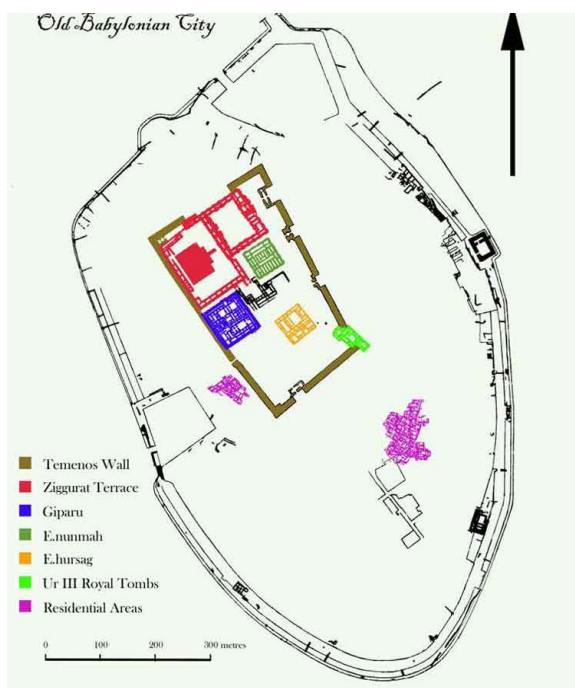 Old Babylonian City
Temenos Wall
Ziggurat Terrace
Giparu
E.nunmah
E.hursag
Ur III Royal Tombs
Residential Areas
0 100 200 300 metres